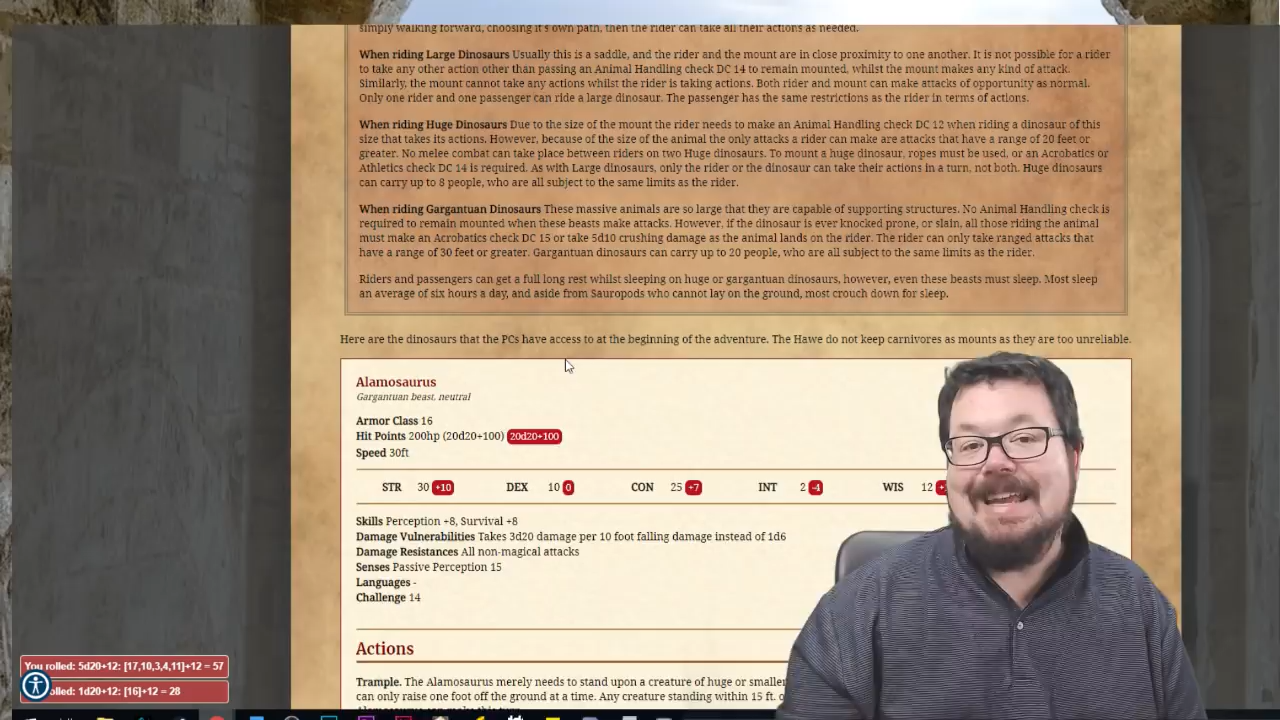 simply walking forward, choosing it's own path, then the rider can take all their actions as needed.
When riding Large Dinosaurs Usually this is a saddle, and the rider and the mount are in close proximity to one another. It is not possible for a rider
to take any other action other than passing an Animal Handling check DC 14 to remain mounted, whilst the mount makes any kind of attack.
Similarly, the mount cannot take any actions whilst the rider is taking actions. Both rider and mount can make attacks of opportunity as normal.
Only one rider and one passenger can ride a large dinosaur. The passenger has the same restrictions as the rider in terms of actions.
When riding Huge Dinosaurs Due to the size of the mount the rider needs to make an Animal Handling check DC 12 when riding a dinosaur of this
size that takes its actions. However, because of the size of the animal the only attacks a rider can make are attacks that have a range of 20 feet or
greater. No melee combat can take place between riders on two Huge dinosaurs. To mount a huge dinosaur, ropes must be used, or an Acrobatics or
Athletics check DC 14 is required. As with Large dinosaurs, only the rider or the dinosaur can take their actions in a turn, not both. Huge dinosaurs
can carry up to 8 people, who are all subject to the same limits as the rider.
When riding Gargantuan Dinosaurs These massive animals are so large that they are capable of supporting structures. No Animal Handling check is
required to remain mounted when these beasts make attacks. However, if the dinosaur is ever knocked prone, or slain, all those riding the animal
must make an Acrobatics check DC 15 or take 5d10 crushing damage as the animal lands on the rider. The rider can only take ranged attacks that
have a range of 30 feet or greater. Gargantuan dinosaurs can carry up to 20 people, who are all subject to the same limits as the rider.
Riders and passengers can get a full long rest whilst sleeping on huge or gargantuan dinosaurs, however, even these beasts must sleep. Most sleep
an average of six hours a day, and aside from Sauropods who cannot lay on the ground, most crouch down for sleep.
Here are the dinosaurs that the PCs have access to at the beginning of the adventure. The Hawe do not keep carnivores as mounts as they are too unreliable.
Alamosaurus
Gargantuan beast, neutral
Armor Class 16
Hit Points 200hp (20d20+100) 20d20+100
Speed 30ft
STR 30 +10 DEX 10 0 CON 25 +7 INT 2 -4 WIS 12
Skills Perception +8, Survival +8
Damage Vulnerabilities Takes 3d20 damage per 10 foot falling damage instead of 1d6
Damage Resistances All non-magical attacks
Senses Passive Perception 15
Languages -
Challenge 14
Actions
Trample. The Alamosaurus merely needs to stand upon a creature of huge or smaller
can only raise one foot off the ground at a time. Any creature standing within 15 ft.
You rolled: 5d20+12: [17,10,3,4,11]+12 = 57
rolled: 1d20+12: [16]+12 = 28